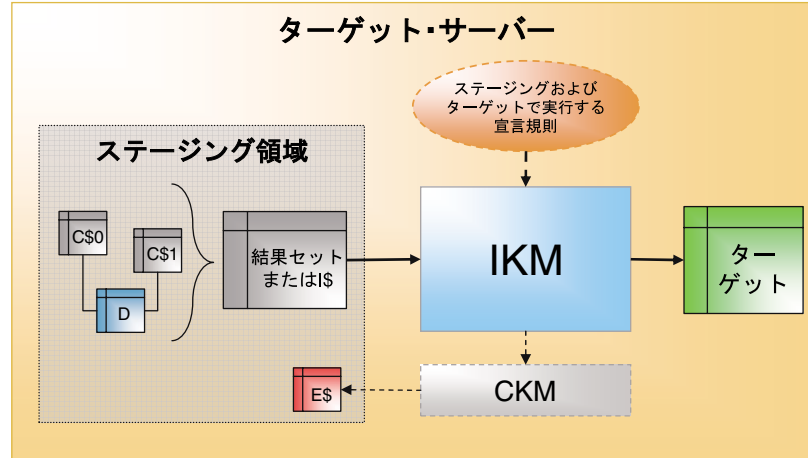 ターゲット・サーバー
ステージングおよび
ターゲットで実行する
宣言規則
ステージング領域
C$0
C$1
D
結果セット
またはI$
IKM
ター
ゲット
E$
CKM